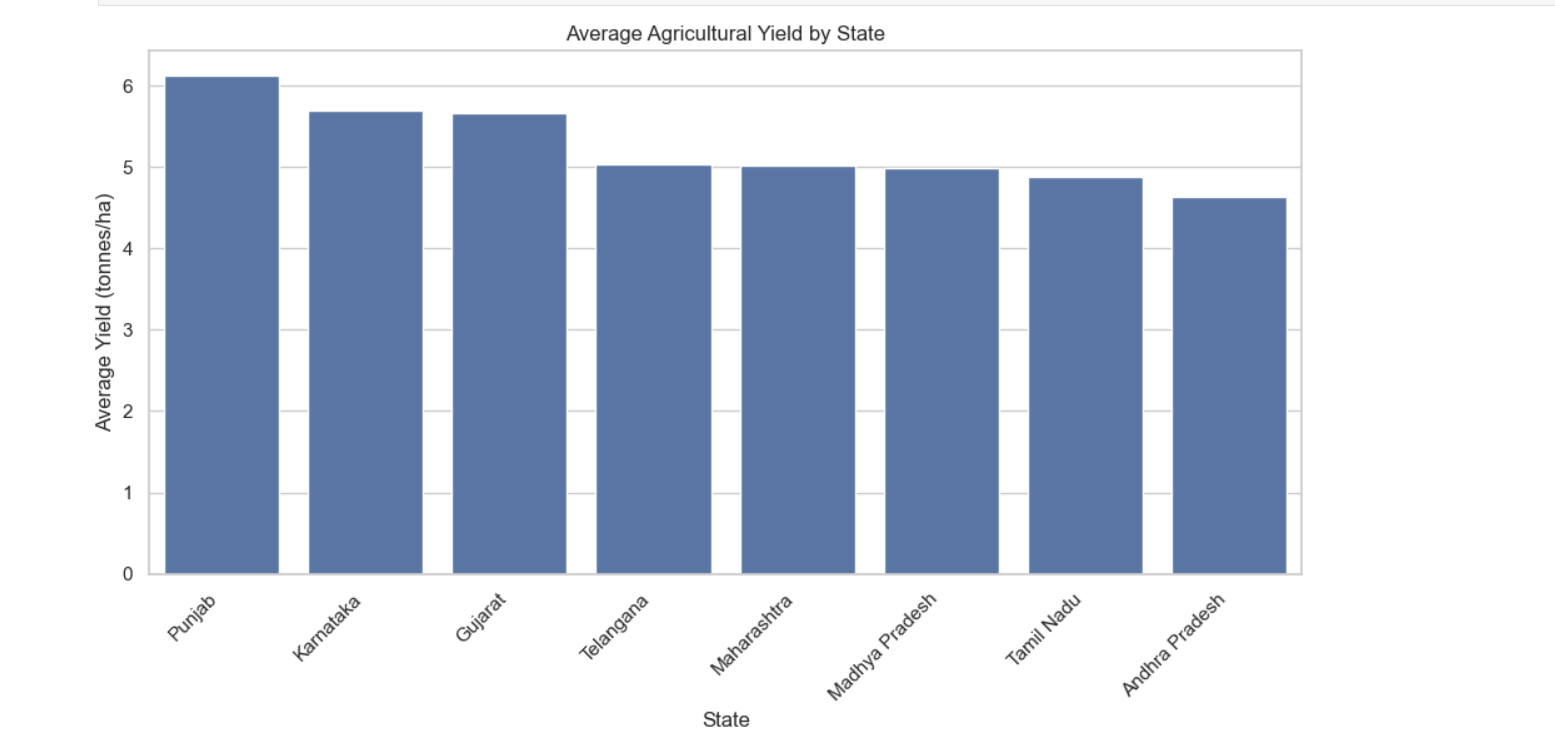 Average Agricultural Yield by State
Average Yield (tonnes/ha)
6
5
4
3
2
1
0
Punjab
Karnataka
Gujarat
Telangana
Maharashtra
Madhya Pradesh
Tamil Nadu
Andhra Pradesh
State